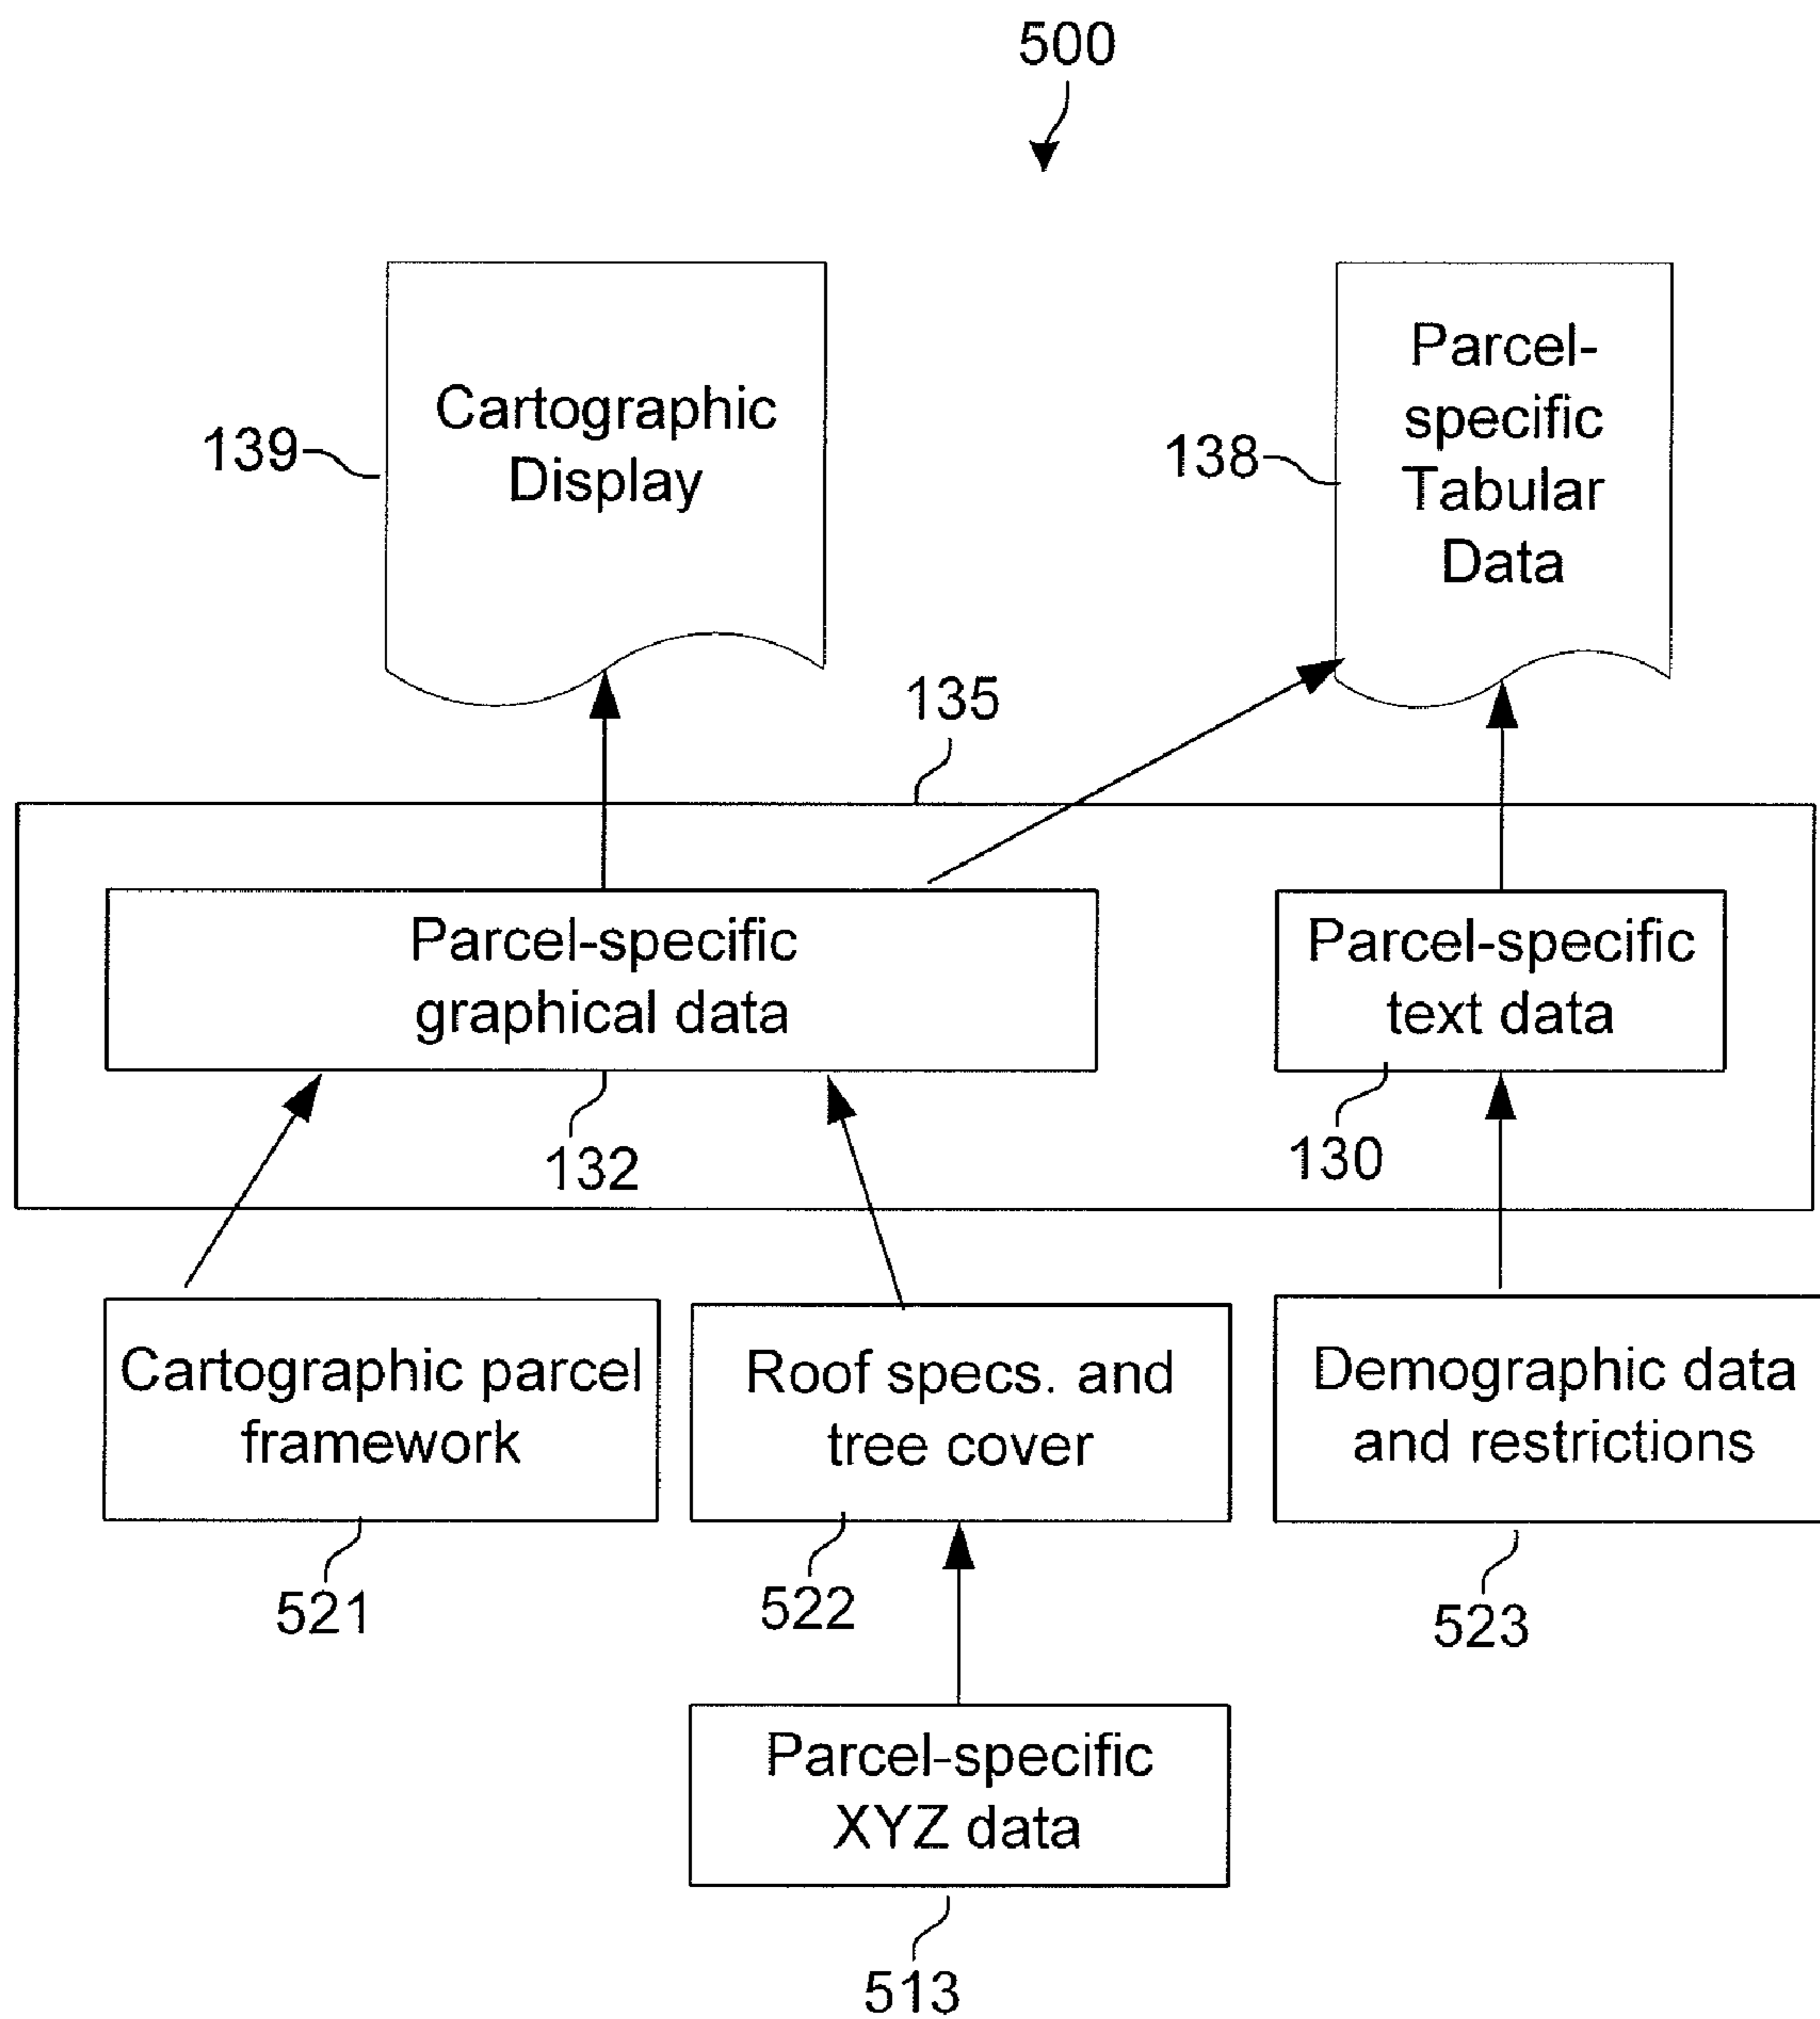 500
Cartographic
Display
139
Parcel-
specific
Tabular
Data
138
135
Parcel-specific
graphical data
132
Parcel-specific
text data
130
Cartographic parcel
framework
521
Roof specs. and
tree cover
522
Demographic data
and restrictions
523
Parcel-specific
XYZ data
513